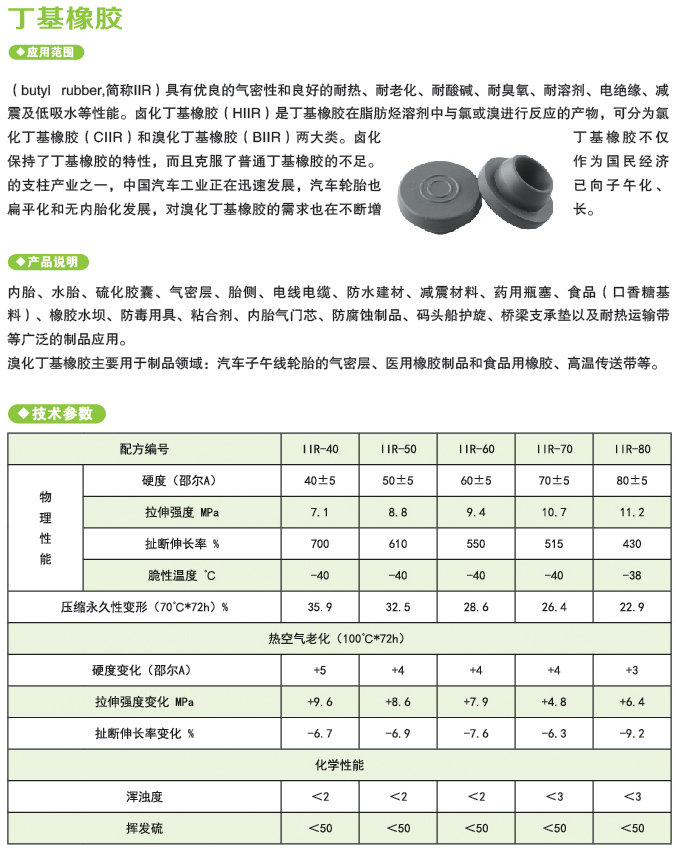 丁基橡胶
◆应用范围
（butyl rubber,简称IIR）具有优良的气密性和良好的耐热、耐老化、耐酸碱、耐臭氧、耐溶剂、电绝缘、减
震及低吸水等性能。卤化丁基橡胶（HIIR）是丁基橡胶在脂肪烃溶剂中与氯或溴进行反应的产物，可分为氯
化丁基橡胶（CIIR）和溴化丁基橡胶（BIIR）两大类。卤化 丁基橡胶不仅
保持了丁基橡胶的特性，而且克服了普通丁基橡胶的不足。 作为国民经济
的支柱产业之一，中国汽车工业正在迅速发展，汽车轮胎也 已向子午化、
扁平化和无内胎化发展，对溴化丁基橡胶的需求也在不断增 长。
◆产品说明
内胎、水胎、硫化胶囊、气密层、胎侧、电线电缆、防水建材、减震材料、药用瓶塞、食品（口香糖基
料）、橡胶水坝、防毒用具、粘合剂、内胎气门芯、防腐蚀制品、码头船护旋、桥梁支承垫以及耐热运输带
等广泛的制品应用。
溴化丁基橡胶主要用于制品领域：汽车子午线轮胎的气密层、医用橡胶制品和食品用橡胶、高温传送带等。
◆技术参数
配方编号 IIR-40 IIR-50 IIR-60 IIR-70 IIR-80
物理性能
硬度（邵尔A） 40±5 50±5 60±5 70±5 80±5
拉伸强度 MPa 7.1 8.8 9.4 10.7 11.2
扯断伸长率 % 700 610 550 515 430
脆性温度 ℃ -40 -40 -40 -40 -38
压缩永久性变形（70℃*72h）% 35.9 32.5 28.6 26.4 22.9
热空气老化（100℃*72h）
硬度变化（邵尔A） +5 +4 +4 +4 +3
拉伸强度变化 MPa +9.6 +8.6 +7.9 +4.8 +6.4
扯断伸长率变化 % -6.7 -6.9 -7.6 -6.3 -9.2
化学性能
浑浊度 ＜2 ＜2 ＜2 ＜3 ＜3
挥发硫 ＜50 ＜50 ＜50 ＜50 ＜50